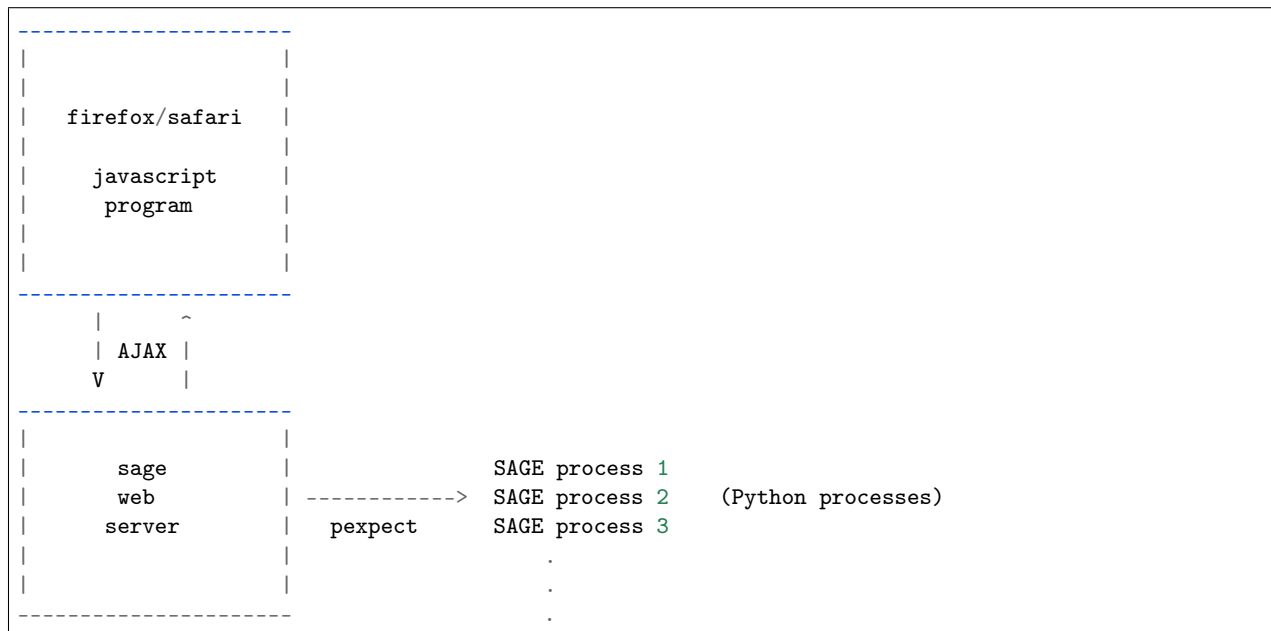 ----------------------
|                    |
|                    |
|   firefox/safari   |
|                    |
|     javascript     |
|      program       |
|                    |
|                    |
----------------------
      |      ^
      | AJAX |
      V      |
----------------------
|                    |
|       sage         |                SAGE process 1
|       web          | ------------>  SAGE process 2    (Python processes)
|      server        |   pexpect      SAGE process 3
|                    |                    .
|                    |                    .
----------------------                    .